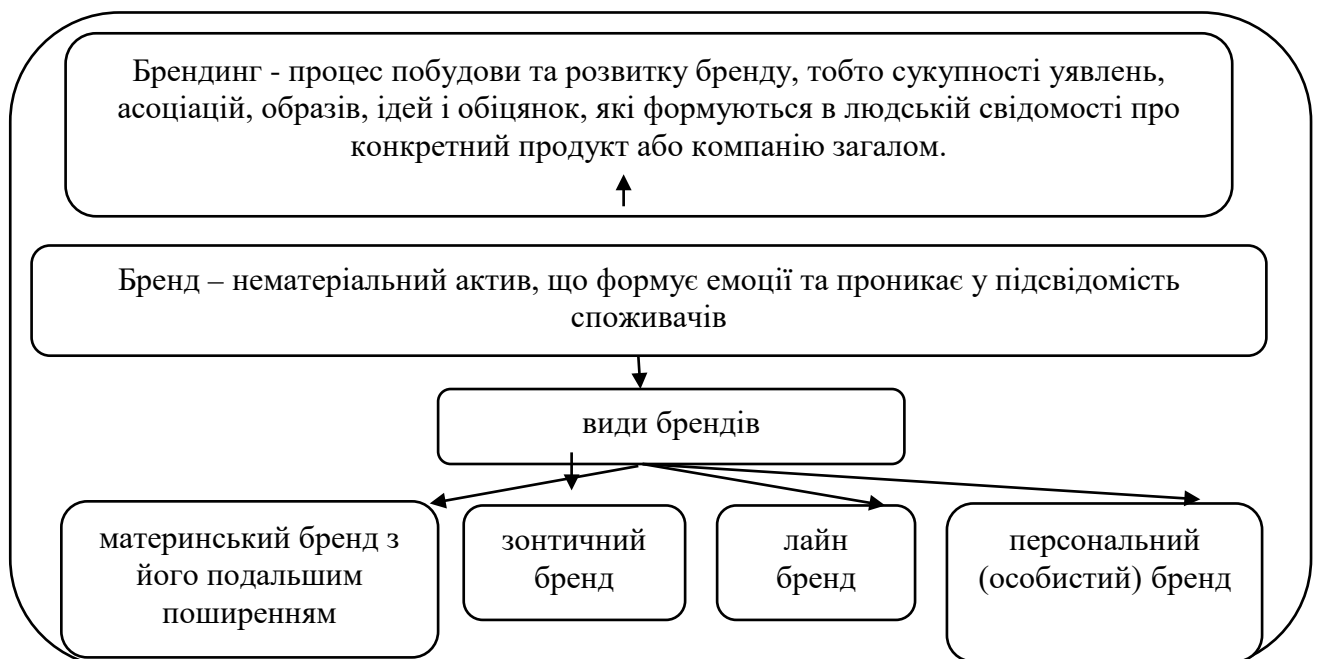 Брендинг - процес побудови та розвитку бренду, тобто сукупності уявлень,
асоціацій, образів, ідей і обіцянок, які формуються в людській свідомості про
конкретний продукт або компанію загалом.
Бренд – нематеріальний актив, що формує емоції та проникає у підсвідомість
споживачів
види брендів
материнський бренд з
його подальшим
поширенням
зонтичний
бренд
лайн
бренд
персональний
(особистий) бренд